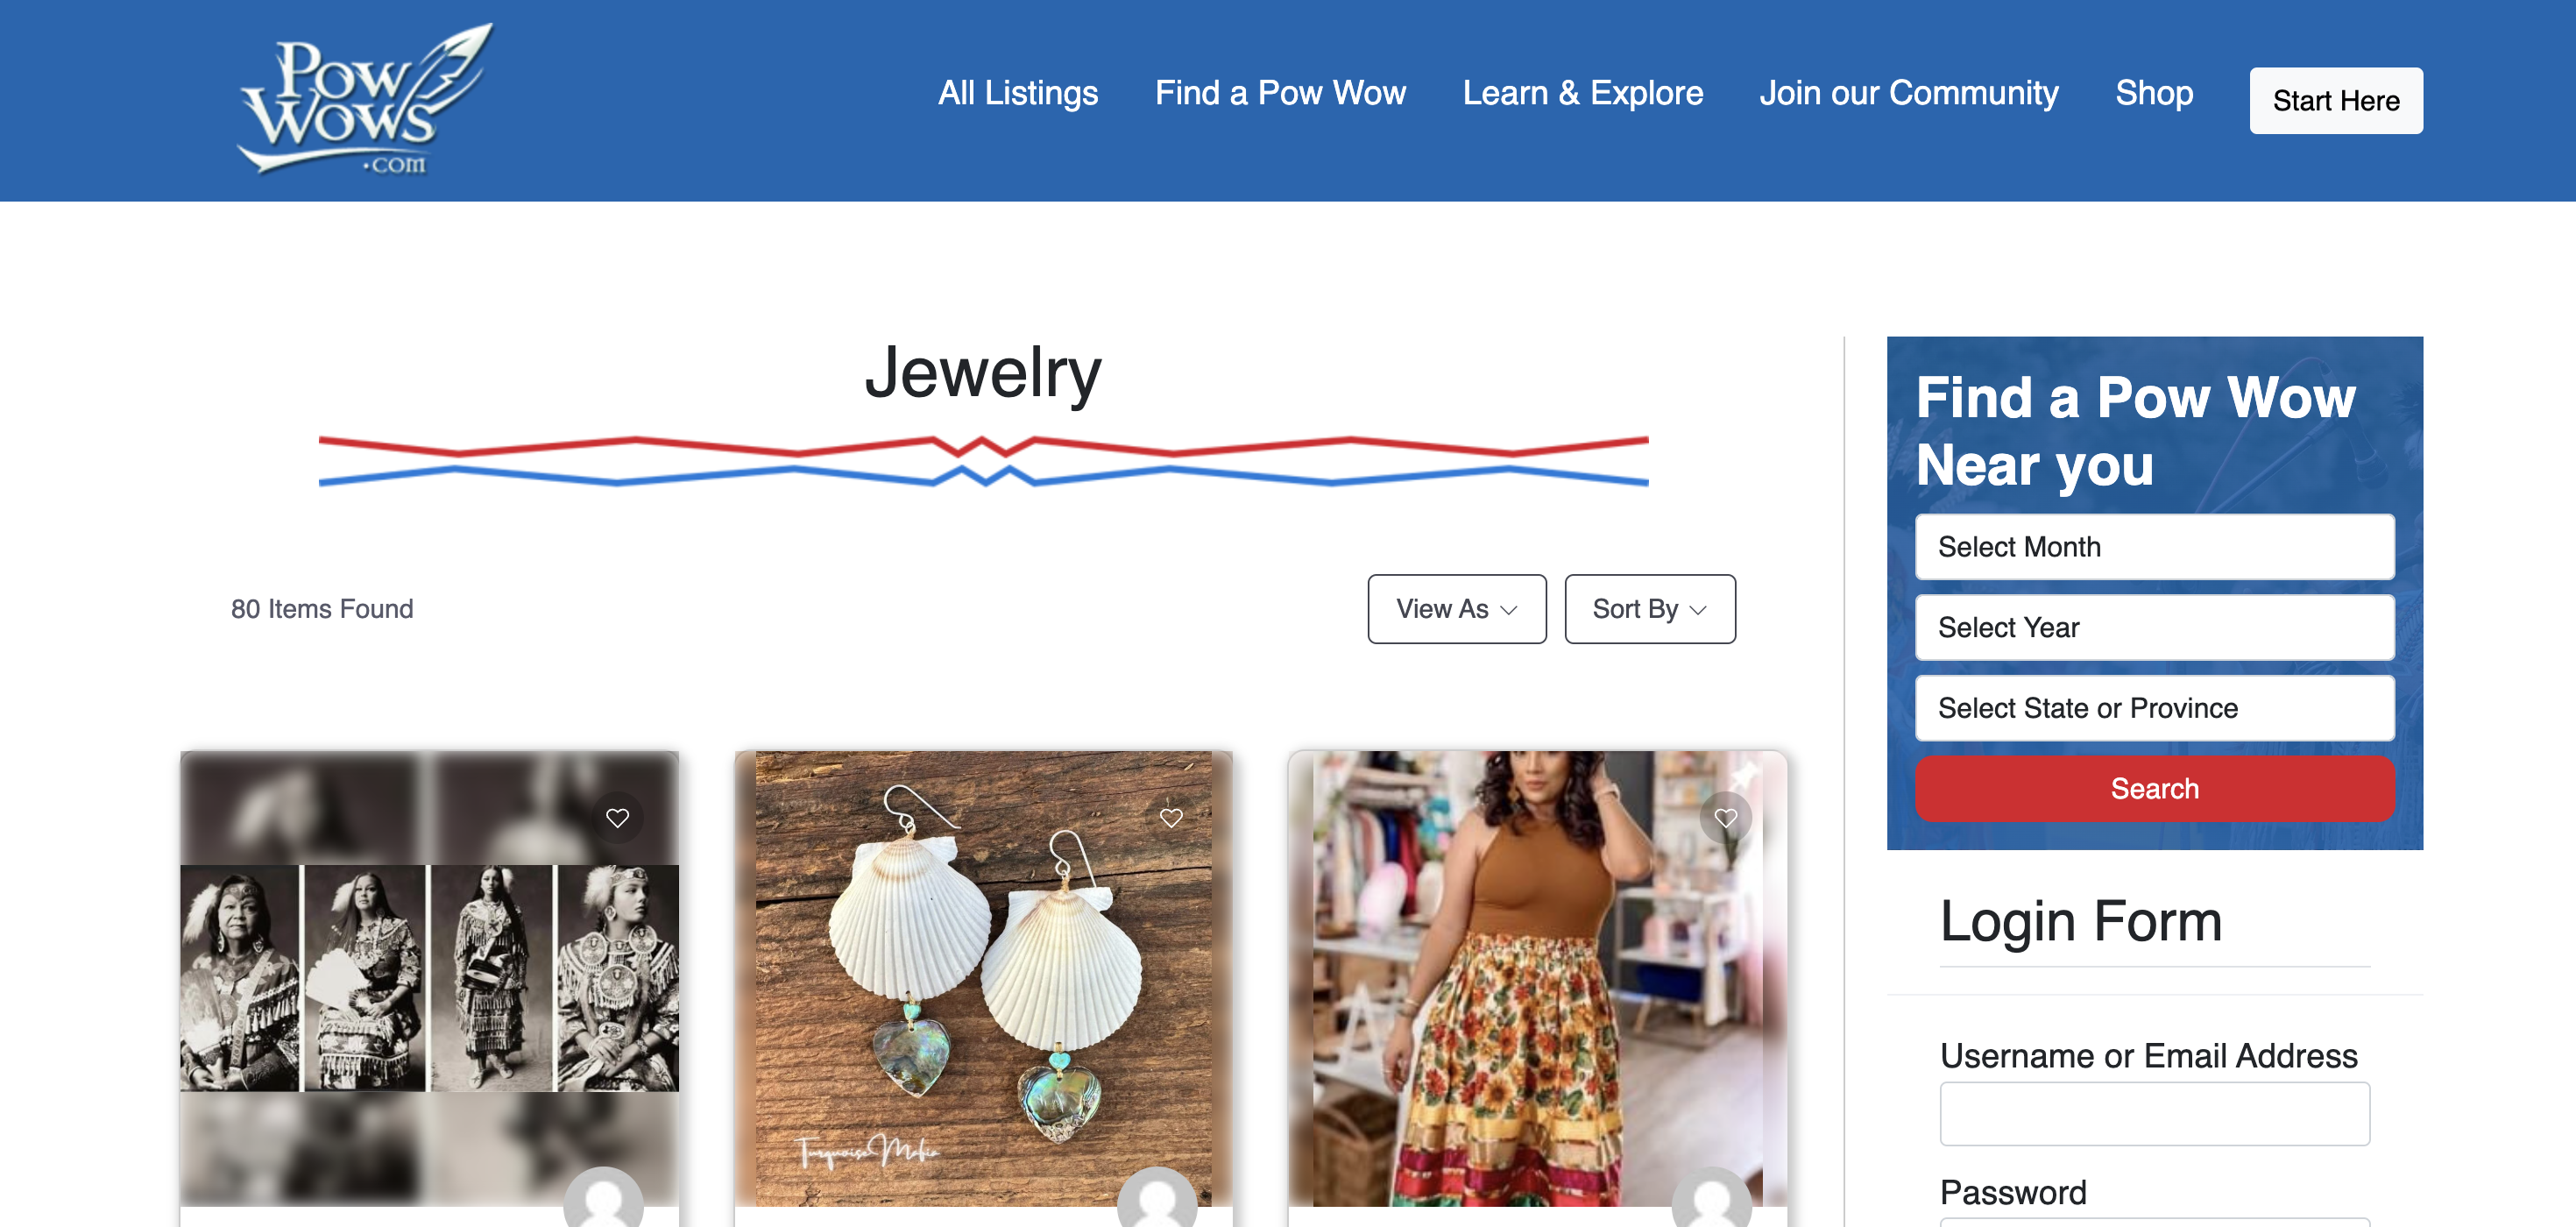 Pow
Wows
.com
All Listings
Find a Pow Wow
Learn & Explore
Join our Community
Shop
Start Here
Jewelry
80 Items Found
View As
Sort By
Turquoise Mafia
Find a Pow Wow
Near you
Select Month
Select Year
Select State or Province
Search
Login Form
Username or Email Address
Password